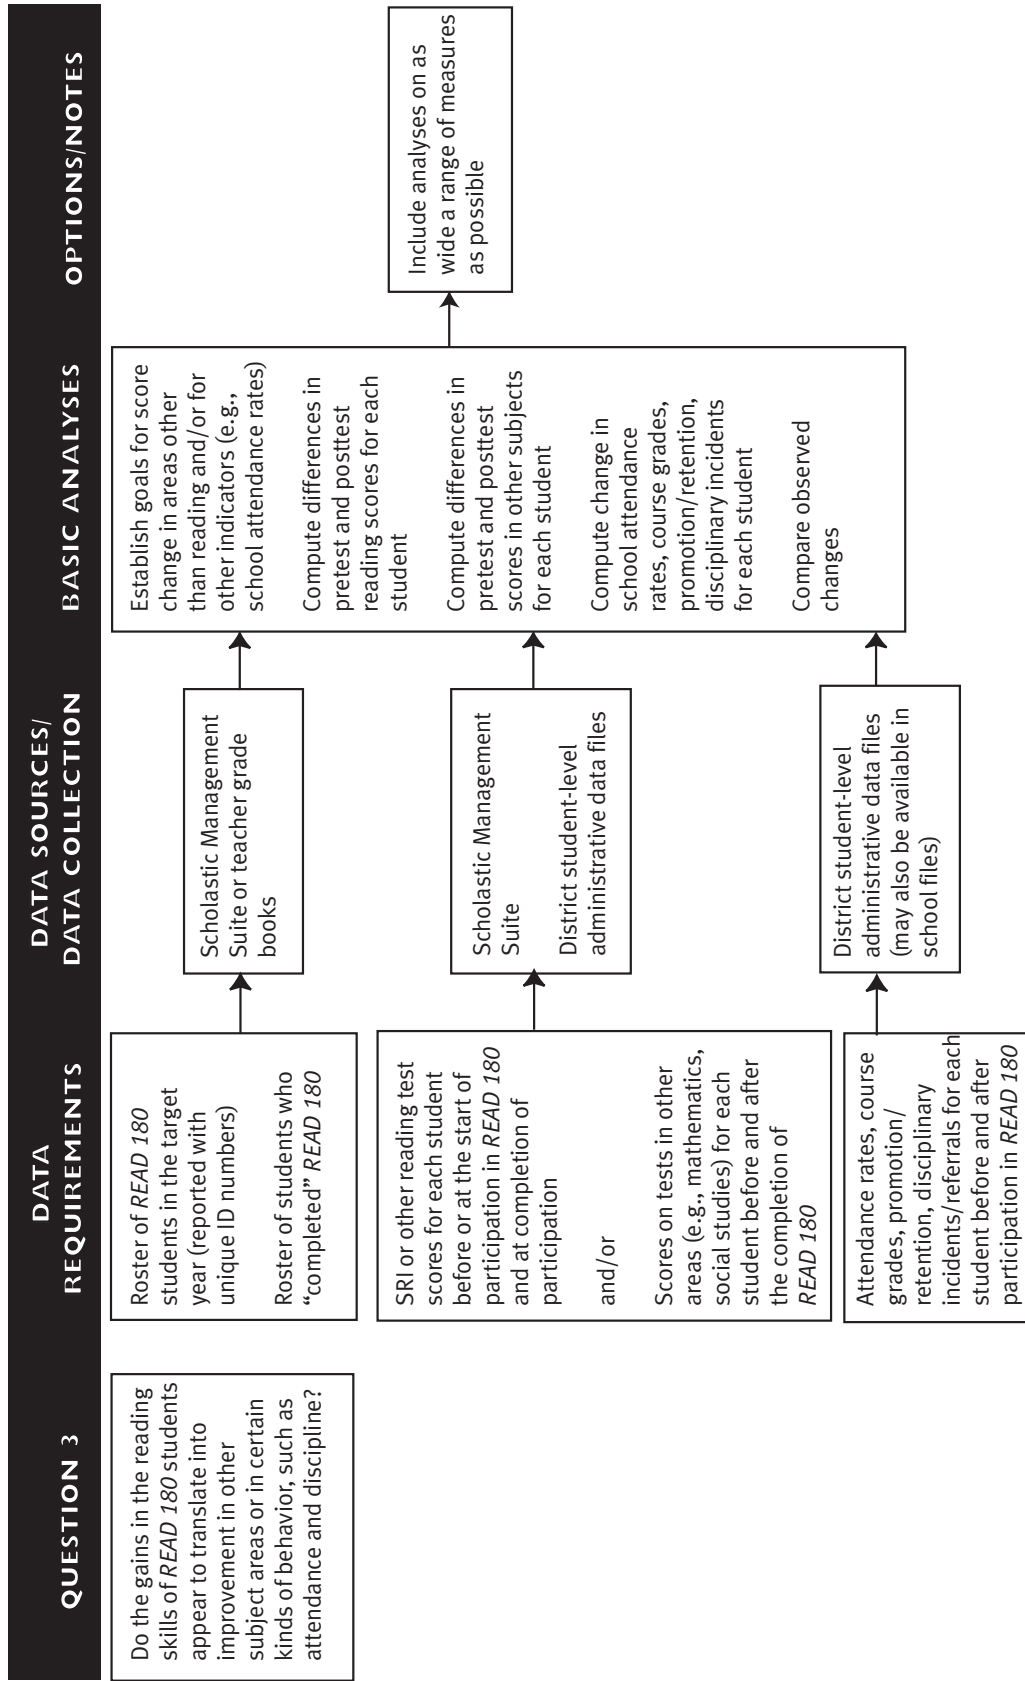 QUESTION 3
DATA
REQUIREMENTS
DATA SOURCES/
DATA COLLECTION
BASIC ANALYSES
OPTIONS/NOTES
Do the gains in the reading
skills of READ 180 students
appear to translate into
improvement in other
subject areas or in certain
kinds of behavior, such as
attendance and discipline?
Roster of READ 180
students in the target
year (reported with
unique ID numbers)
Roster of students who
“completed” READ 180
SRI or other reading test
scores for each student
before or at the start of
participation in READ 180
and at completion of
participation
and/or
Scores on tests in other
areas (e.g., mathematics,
social studies) for each
student before and after
the completion of
READ 180
Attendance rates, course
grades, promotion/
retention, disciplinary
incidents/referrals for each
student before and after
participation in READ 180
Scholastic Management
Suite or teacher grade
books
Scholastic Management
Suite
District student-level
administrative data files
District student-level
administrative data files
(may also be available in
school files)
Establish goals for score
change in areas other
than reading and/or for
other indicators (e.g.,
school attendance rates)
Compute differences in
pretest and posttest
reading scores for each
student
Compute differences in
pretest and posttest
scores in other subjects
for each student
Compute change in
school attendance
rates, course grades,
promotion/retention,
disciplinary incidents
for each student
Compare observed
changes
Include analyses on as
wide a range of measures
as possible